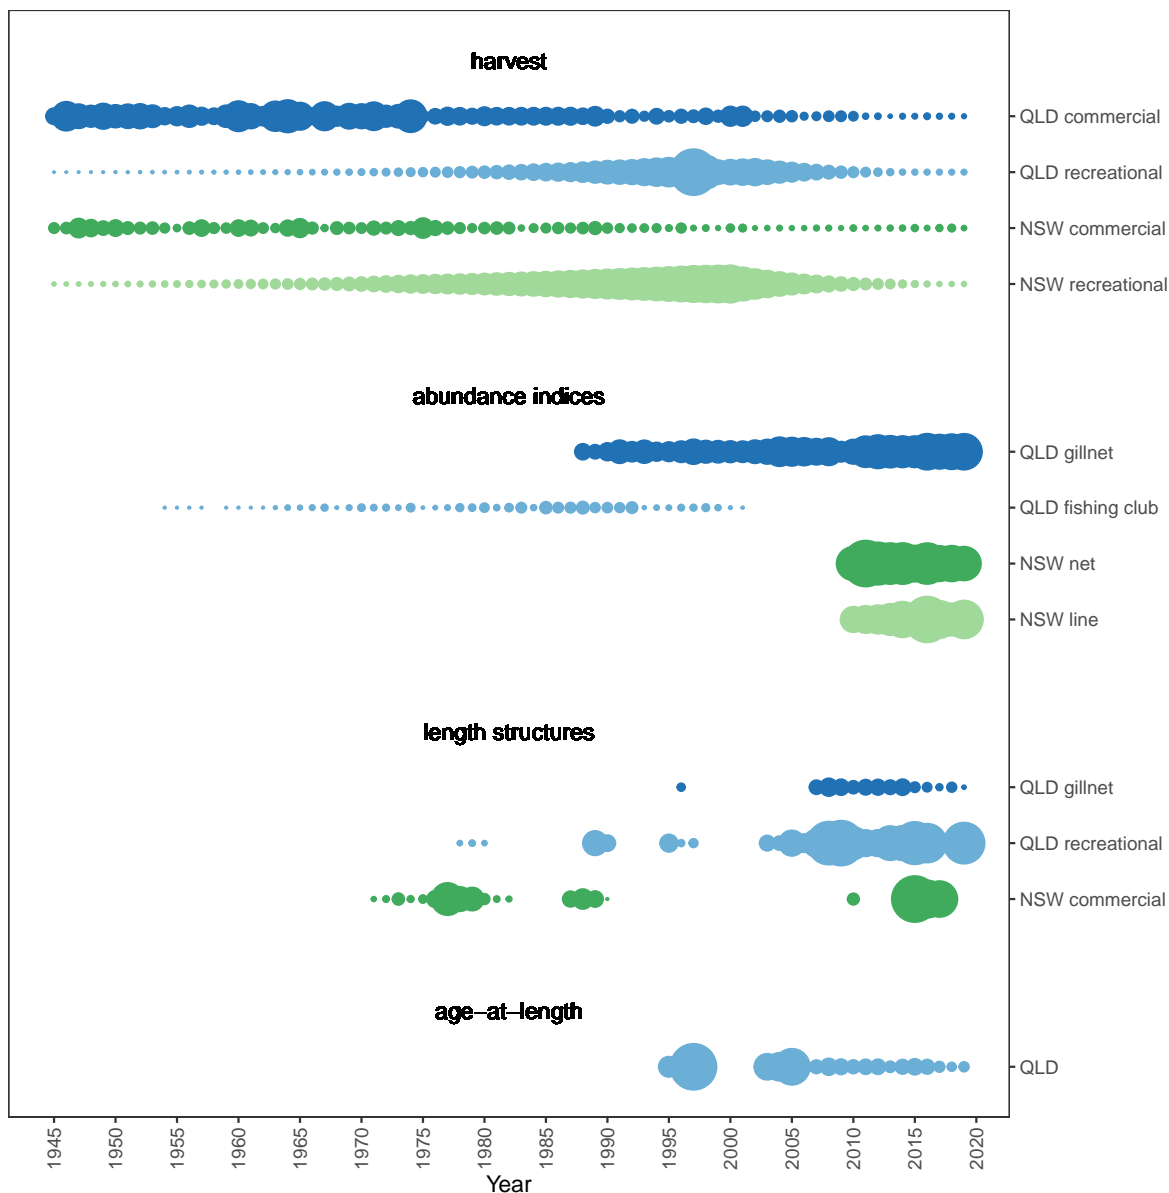 harvest
QLD commercial
QLD recreational
NSW commercial
NSW recreational
abundance indices
QLD gillnet
QLD fishing club
NSW net
NSW line
length structures
QLD gillnet
QLD recreational
NSW commercial
age−at−length
QLD
1945
1950
1955
1960
1965
1970
1975
1980
1985
1990
1995
2000
2005
2010
2015
2020
Year